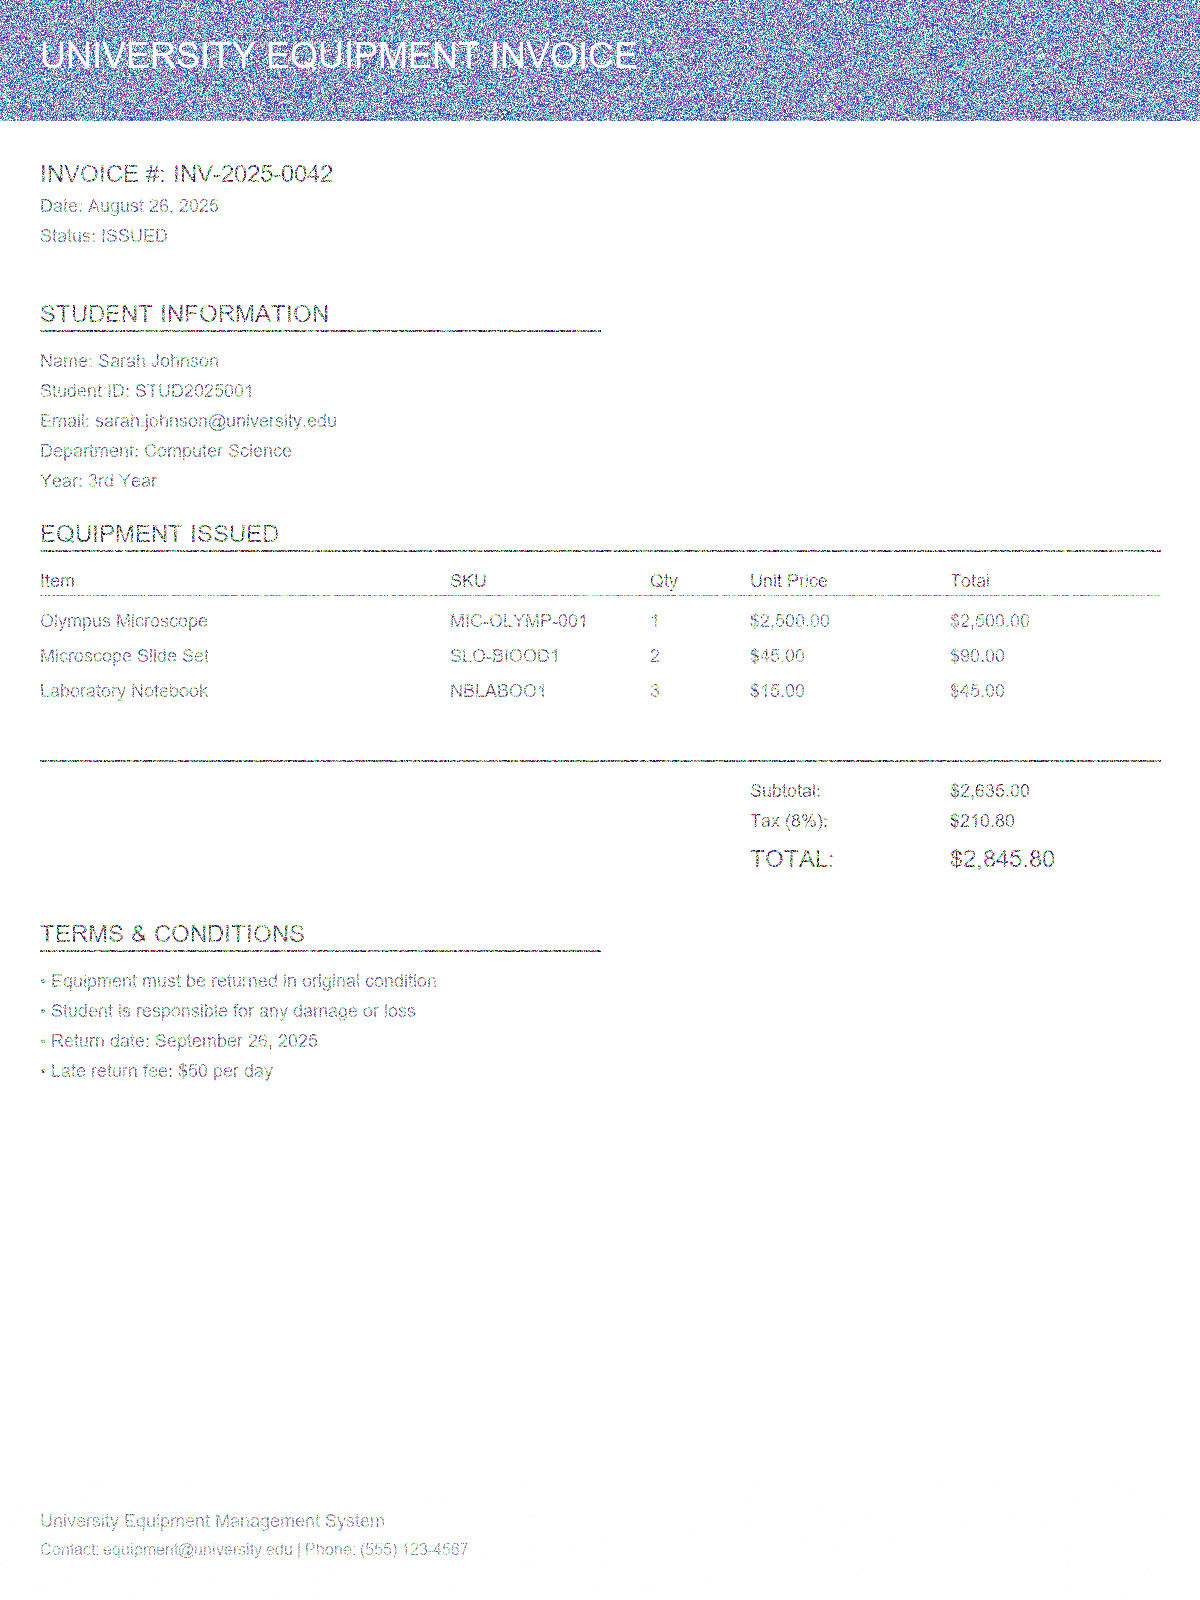 UNIVERSITY EQUIPMENT INVOICE
INVOICE #: INV-2025-0042
Date: August 26, 2025
Status: ISSUED
STUDENT INFORMATION
Name: Sarah Johnson
Student ID: STUD2025001
Email: sarah.johnson@university.edu
Department: Computer Science
Year: 3rd Year
EQUIPMENT ISSUED
Item SKU Qty Unit Price Total
Olympus Microscope MIC-OLYMP-001 1 $2,500.00 $2,500.00
Microscope Slide Set 2 $45.00 $90.00
Laboratory Notebook 3 $15.00 $45.00
Subtotal: $2,635.00
Tax (8%): $210.80
TOTAL: $2,845.80
TERMS & CONDITIONS
• Equipment must be returned in original condition
• Student is responsible for any damage or loss
• Return date: September 26, 2025
• Late return fee: $50 per day
University Equipment Management System
Contact: equipment@university.edu | Phone: (555) 123-4567